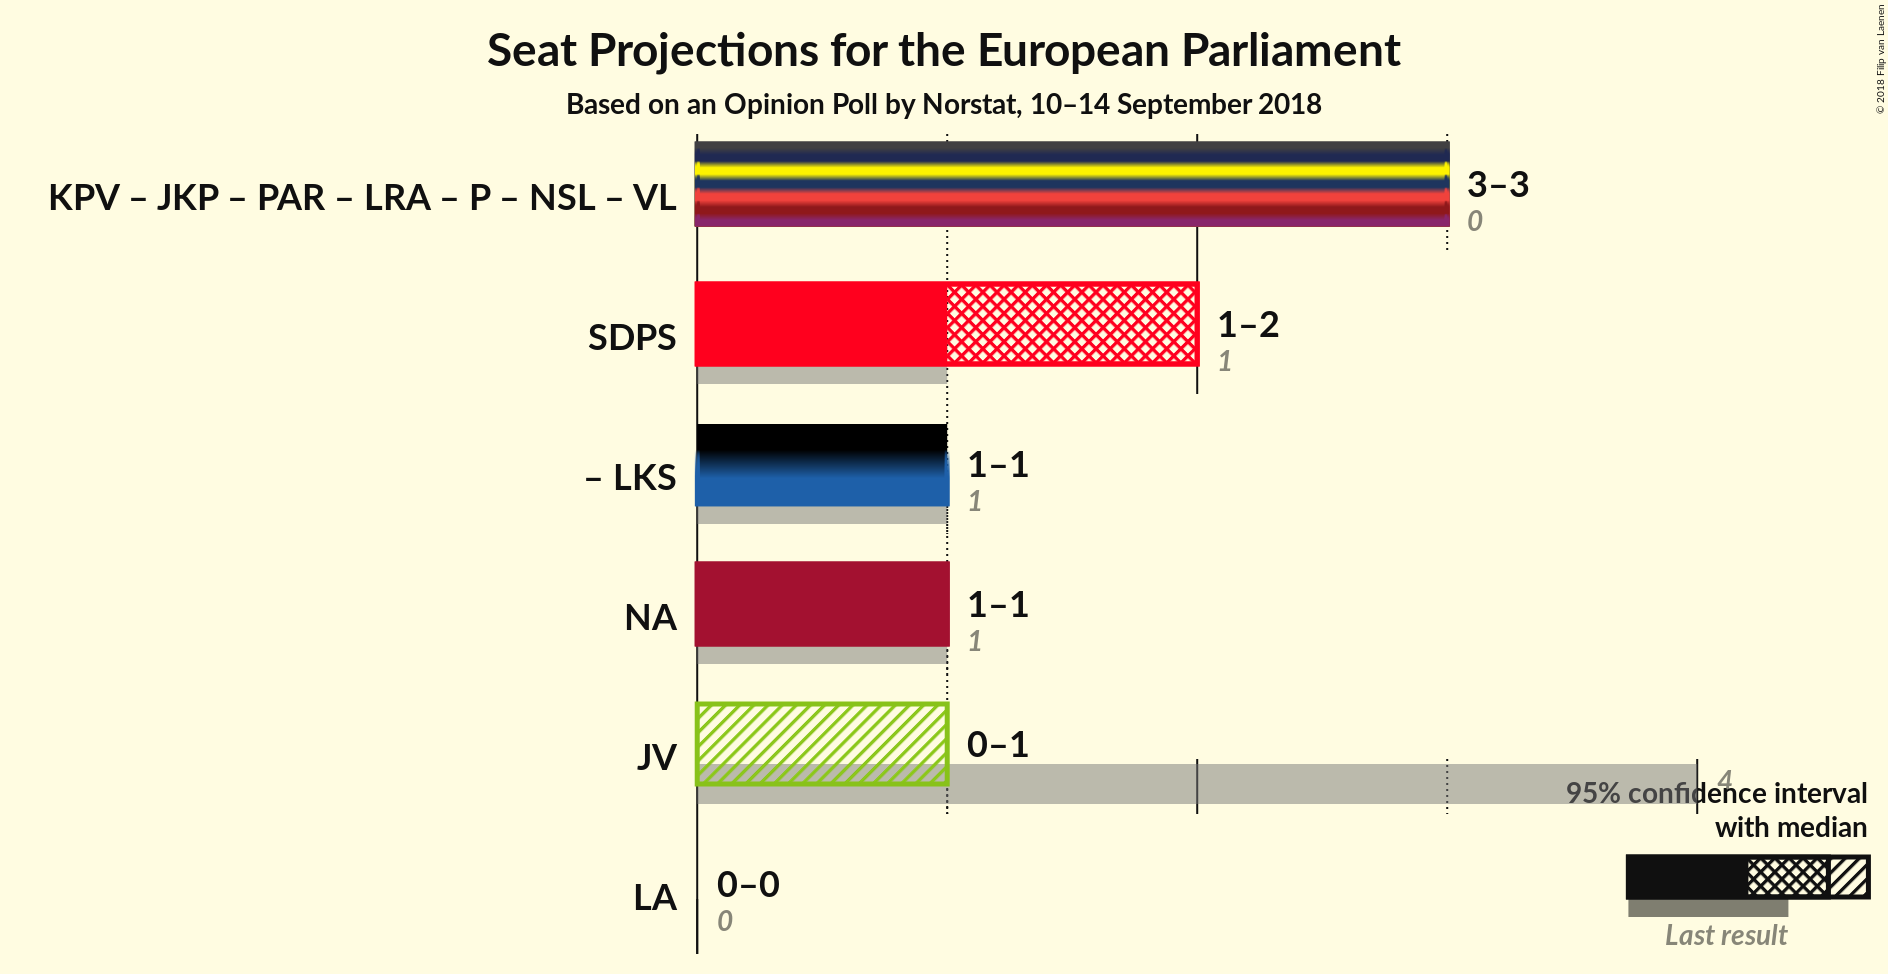 Seat Projections for the European Parliament
Based on an Opinion Poll by Norstat, 10–14 September 2018
© 2018 Filip van Laenen
KPV – JKP – PAR – LRA – P – NSL – VL
3–3
0
SDPS
1–2
1
– LKS
1–1
1
NA
1–1
1
JV
0–1
4
LA
0–0
0
95% confidence interval
with median
Last result